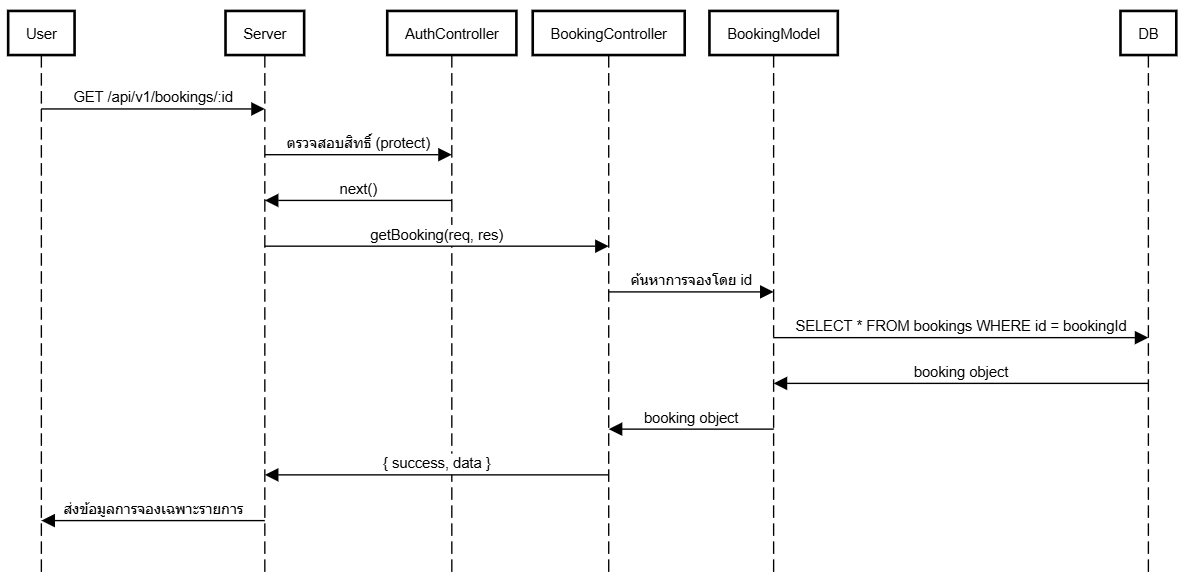 User
Server
AuthController
BookingController
BookingModel
DB
GET /api/v1/bookings/:id
ตรวจสอบสิทธิ์ (protect)
next()
getBooking(req, res)
ค้นหาการจองโดย id
SELECT * FROM bookings WHERE id = bookingId
booking object
booking object
{ success, data }
ส่งข้อมูลการจองเฉพาะรายการ